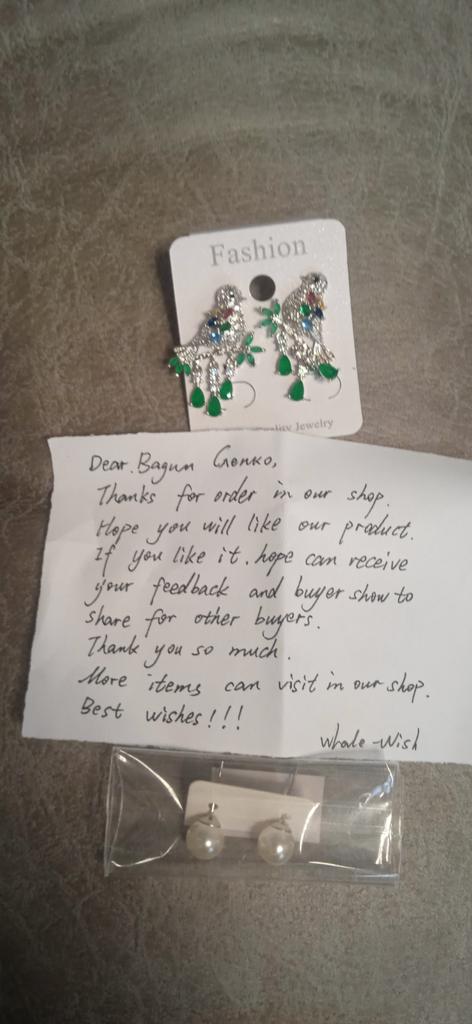 Fashion
Jewelry
Dear. Bagum
Thanks for order in our shop.
Hope you will like our product.
If you like it. hope can receive
your feedback and buyer show to
share for other buyers.
Thank you so much.
More items can visit in our shop.
Best wishes!!!
Whale-Wish